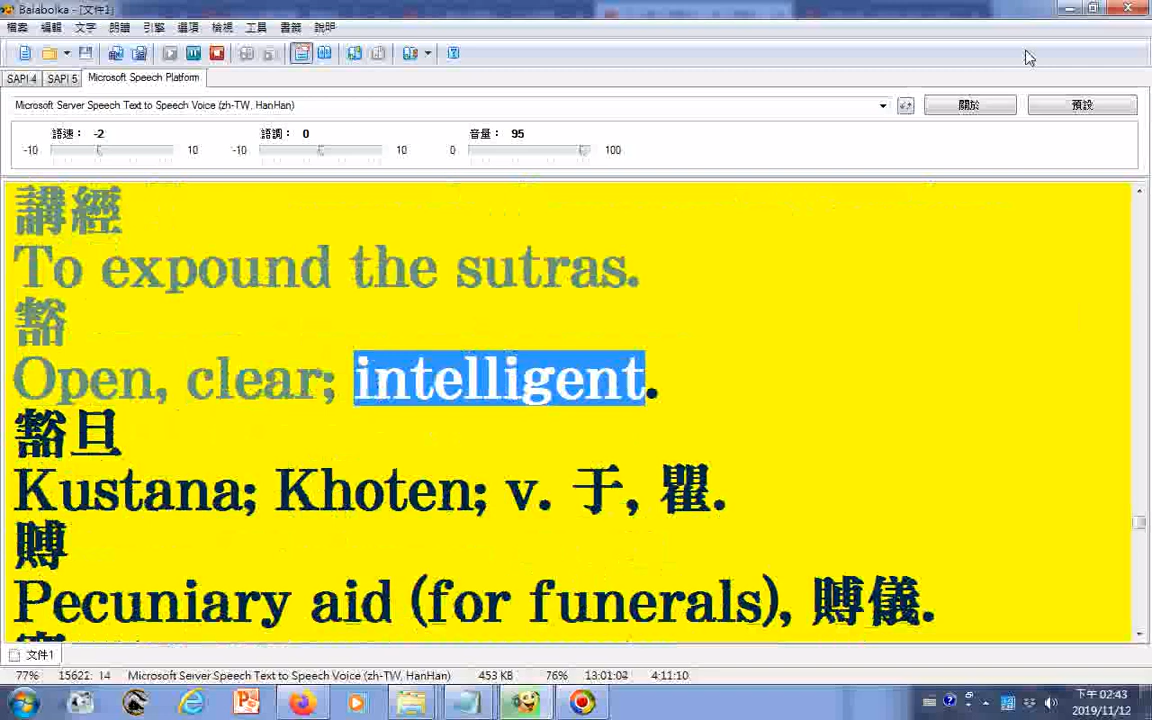 Balabolka - [文件1]
檔案 編輯 文字 朗讀 引擎 選項 檢視 工具 書籤 說明
SAPI 4 SAPI 5 Microsoft Speech Platform
Microsoft Server Speech Text to Speech Voice (zh-TW, HanHan) 關於 預設
語速： -2 語調： 0 音量： 95
-10 10 -10 10 0 100
講經
To expound the sutras.
豁
Open, clear; intelligent.
豁旦
Kustana; Khoten; v. 于, 瞿.
賻
Pecuniary aid (for funerals), 賻儀.
文件1
77% 15622: 14 Microsoft Server Speech Text to Speech Voice (zh-TW, HanHan) 453 KB 76% 13:01:02 4:11:10
下午 02:43
2019/11/12